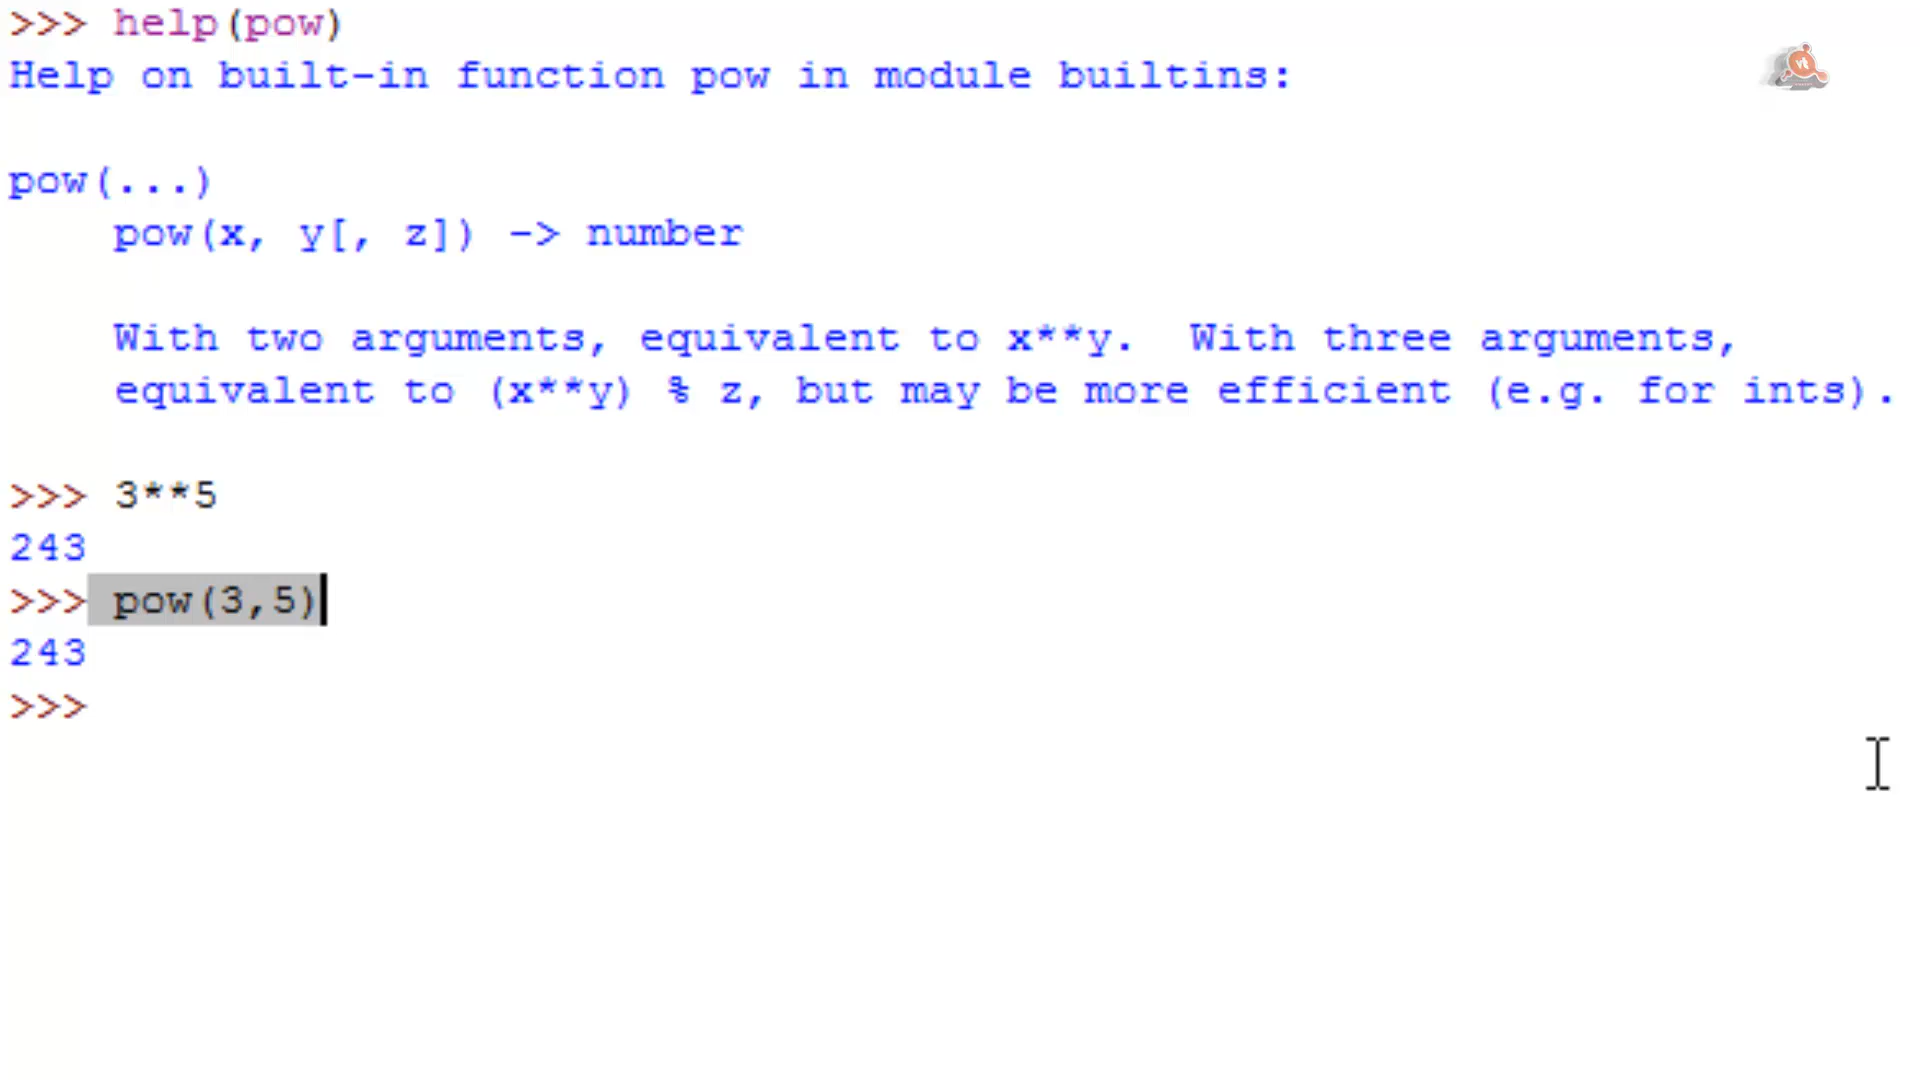 >>> help(pow)
Help on built-in function pow in module builtins:
pow(...)
    pow(x, y[, z]) -> number
    With two arguments, equivalent to x**y.  With three arguments,
    equivalent to (x**y) % z, but may be more efficient (e.g. for ints).
>>> 3**5
243
>>> pow(3,5)
243
>>>